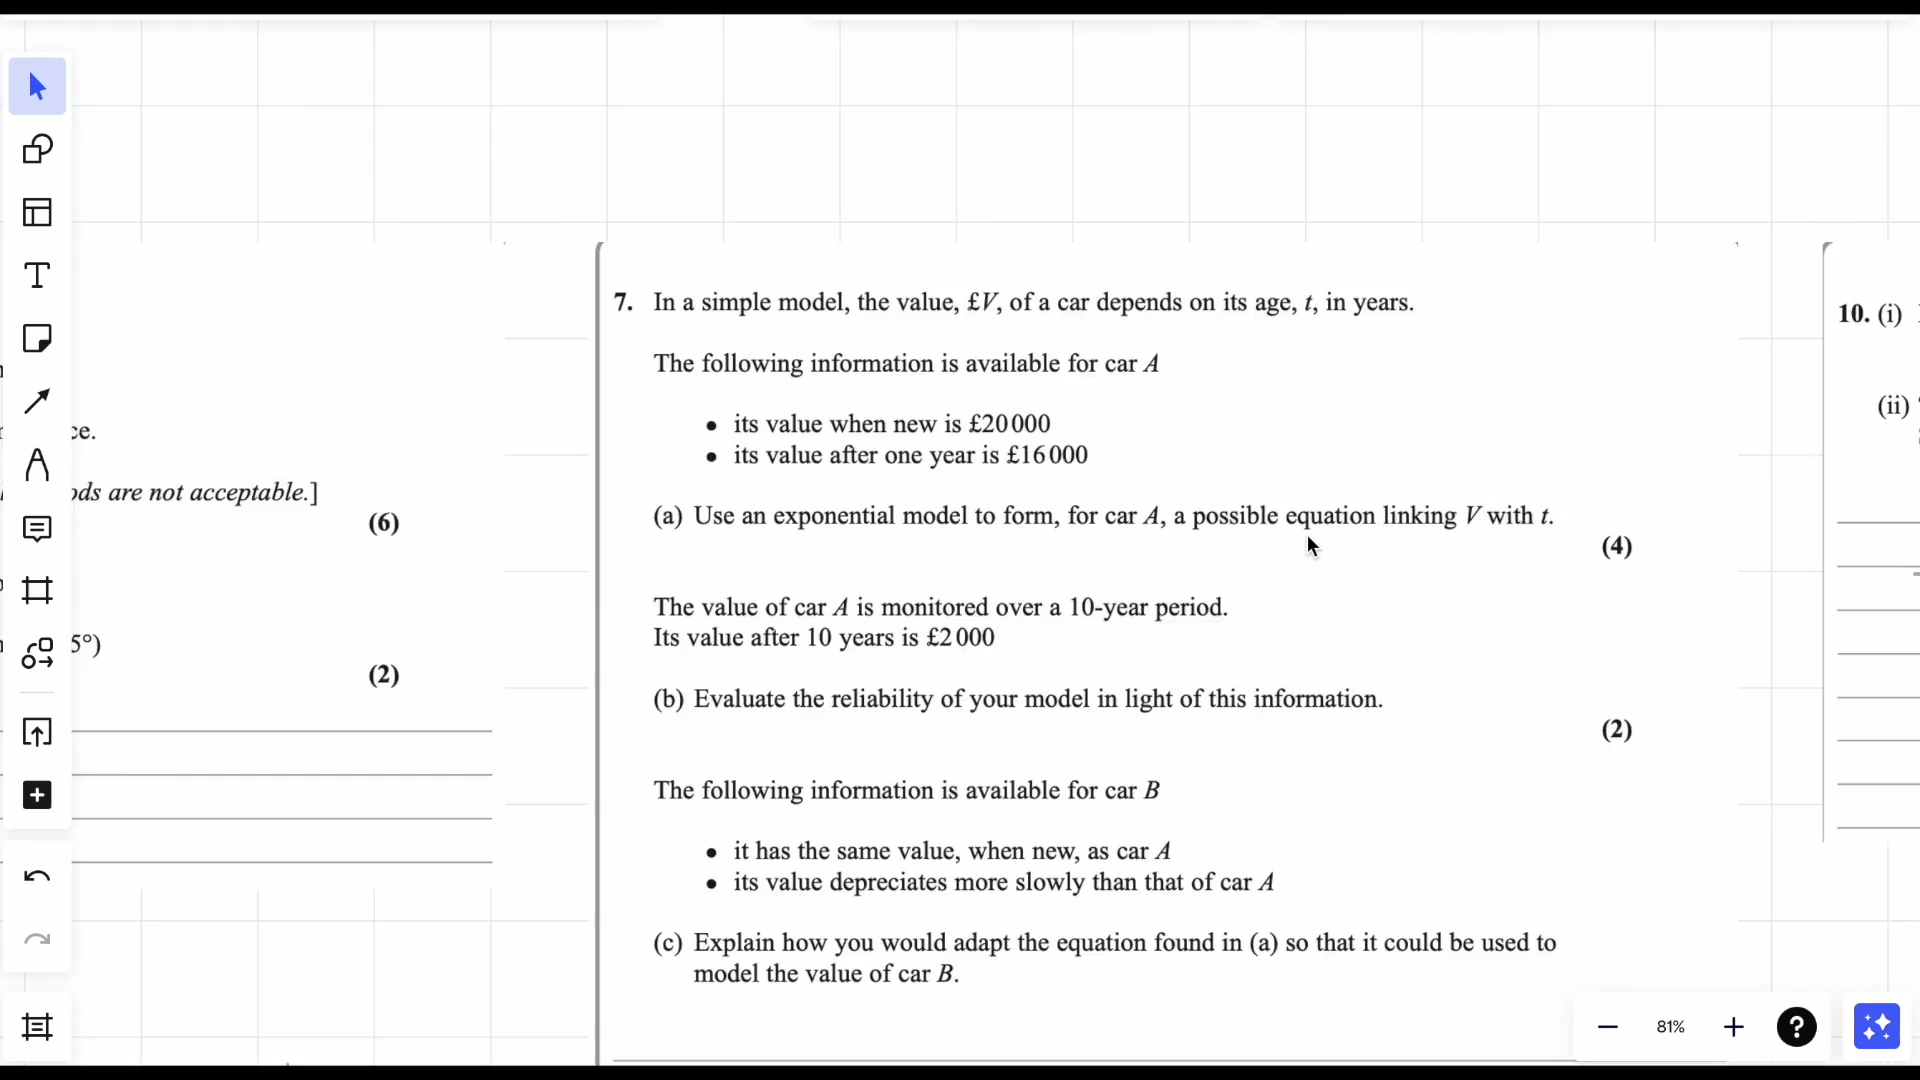 ce.
ods are not acceptable.]
(6)
5°)
(2)
7. In a simple model, the value, £V, of a car depends on its age, t, in years.
The following information is available for car A
• its value when new is £20 000
• its value after one year is £16 000
(a) Use an exponential model to form, for car A, a possible equation linking V with t.
(4)
The value of car A is monitored over a 10-year period.
Its value after 10 years is £2 000
(b) Evaluate the reliability of your model in light of this information.
(2)
The following information is available for car B
• it has the same value, when new, as car A
• its value depreciates more slowly than that of car A
(c) Explain how you would adapt the equation found in (a) so that it could be used to
model the value of car B.
10. (i)
(ii)
81%